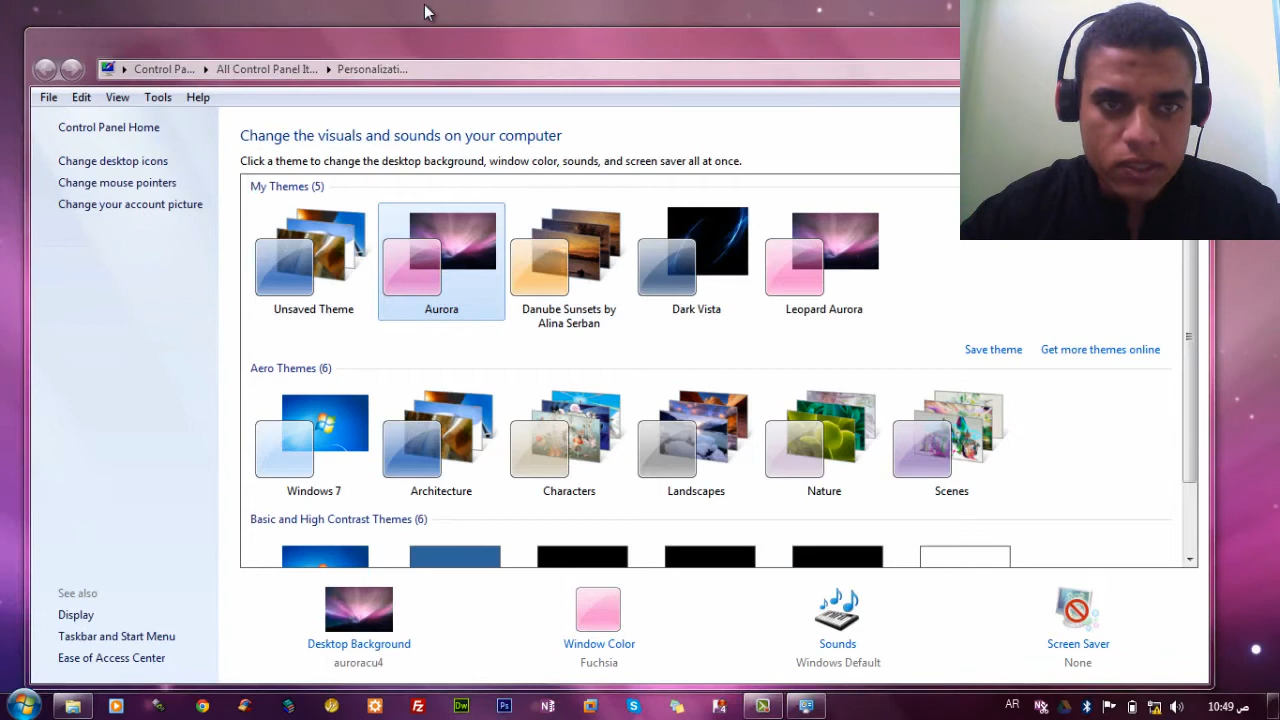 Control Pa...
All Control Panel It...
Personalizati...
File Edit View Tools Help
Control Panel Home
Change desktop icons
Change mouse pointers
Change your account picture
Change the visuals and sounds on your computer
Click a theme to change the desktop background, window color, sounds, and screen saver all at once.
My Themes (5)
Unsaved Theme
Aurora
Danube Sunsets by
Alina Serban
Dark Vista
Leopard Aurora
Save theme
Get more themes online
Aero Themes (6)
Windows 7
Architecture
Characters
Landscapes
Nature
Scenes
Basic and High Contrast Themes (6)
See also
Display
Taskbar and Start Menu
Ease of Access Center
Desktop Background
auroracu4
Window Color
Fuchsia
Sounds
Windows Default
Screen Saver
None
Dw
Ps
AR
10:49 ص